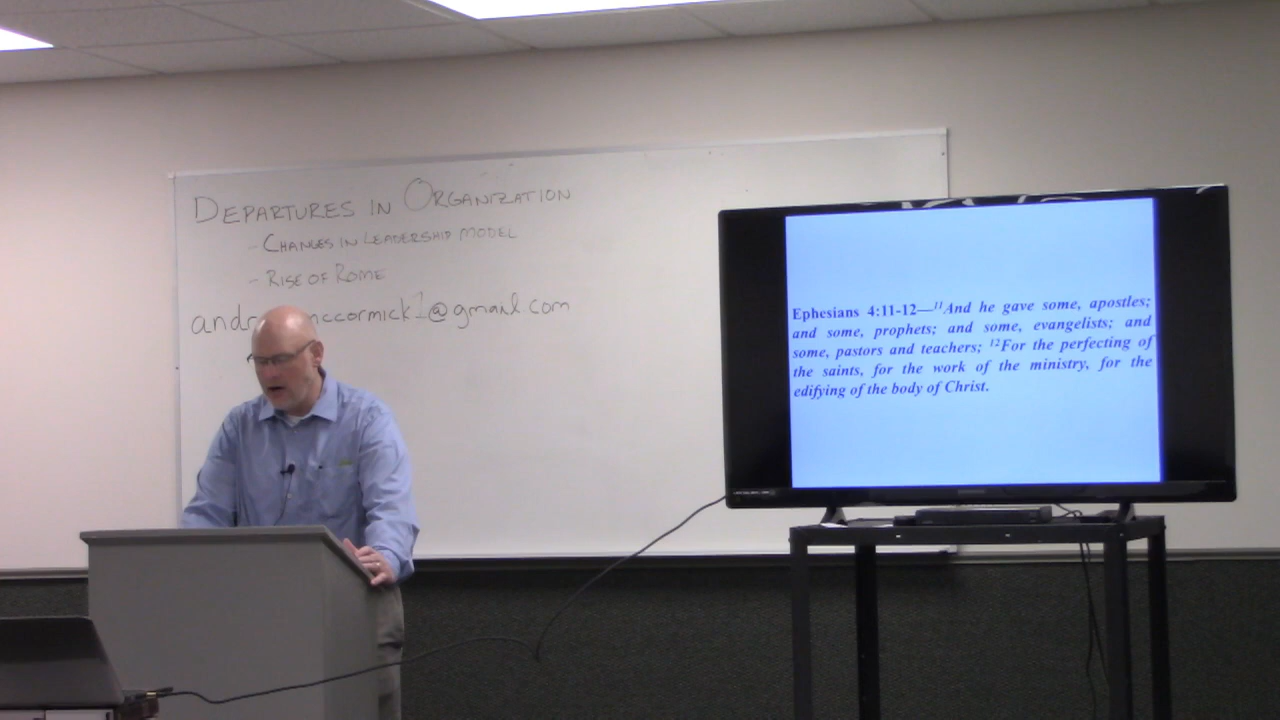 DEPARTURES IN ORGANIZATION
- CHANGES IN LEADERSHIP MODEL
- RISE OF ROME
@gmail.com
Ephesians 4:11-12—¹¹And he gave some, apostles;
and some, prophets; and some, evangelists; and
some, pastors and teachers; ¹²For the perfecting of
the saints, for the work of the ministry, for the
edifying of the body of Christ.